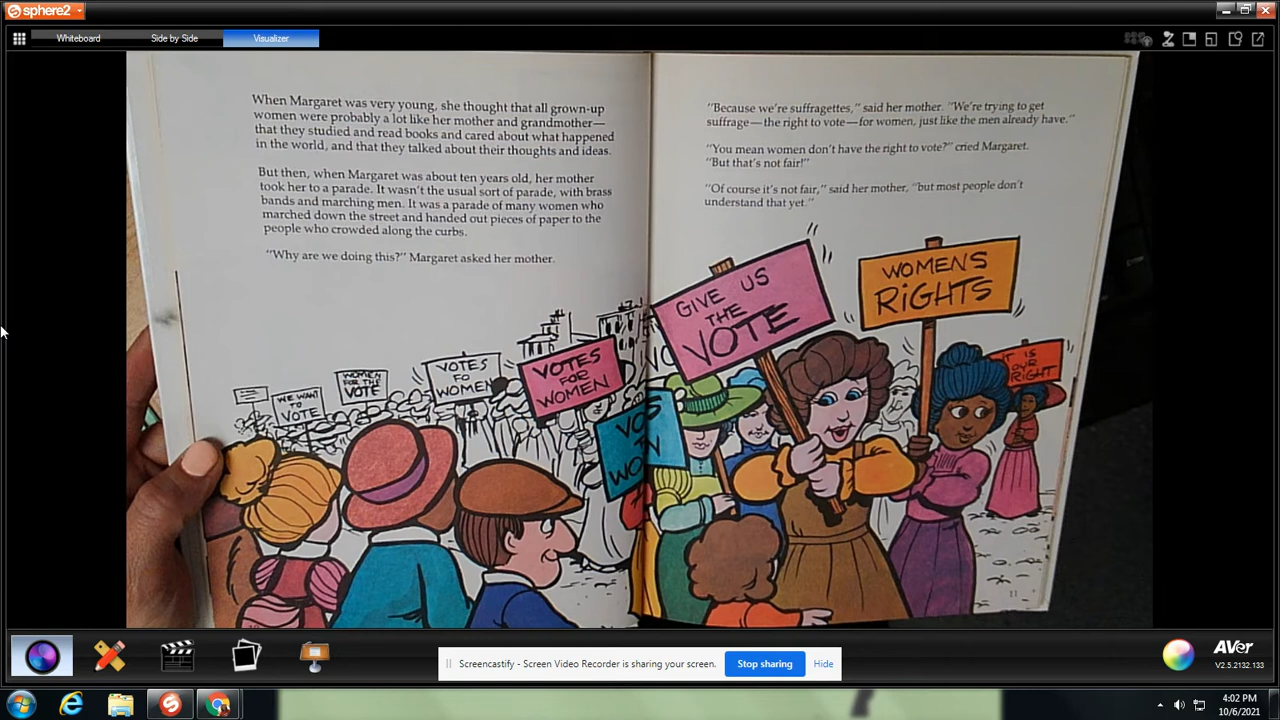 sphere2
Whiteboard
Side by Side
Visualizer
When Margaret was very young, she thought that all grown-up
women were probably a lot like her mother and grandmother—
that they studied and read books and cared about what happened
in the world, and that they talked about their thoughts and ideas.
But then, when Margaret was about ten years old, her mother
took her to a parade. It wasn't the usual sort of parade, with brass
bands and marching men. It was a parade of many women who
marched down the street and handed out pieces of paper to the
people who crowded along the curbs.
"Why are we doing this?" Margaret asked her mother.
"Because we're suffragettes," said her mother. "We're trying to get
suffrage—the right to vote—for women, just like the men already have."
"You mean women don't have the right to vote?" cried Margaret.
"But that's not fair!"
"Of course it's not fair," said her mother, "but most people don't
understand that yet."
WE WANT
TO
VOTE
WOMEN
FOR THE
VOTE
VOTES
FO
WOMEN
VOTES
FOR
WOMEN
GIVE US
THE
VOTE
WOMENS
RiGHTS
IT IS
OUR
RIGHT
11
Screencastify - Screen Video Recorder is sharing your screen.
Stop sharing
Hide
AVer
V2.5.2132.133
4:02 PM
10/6/2021